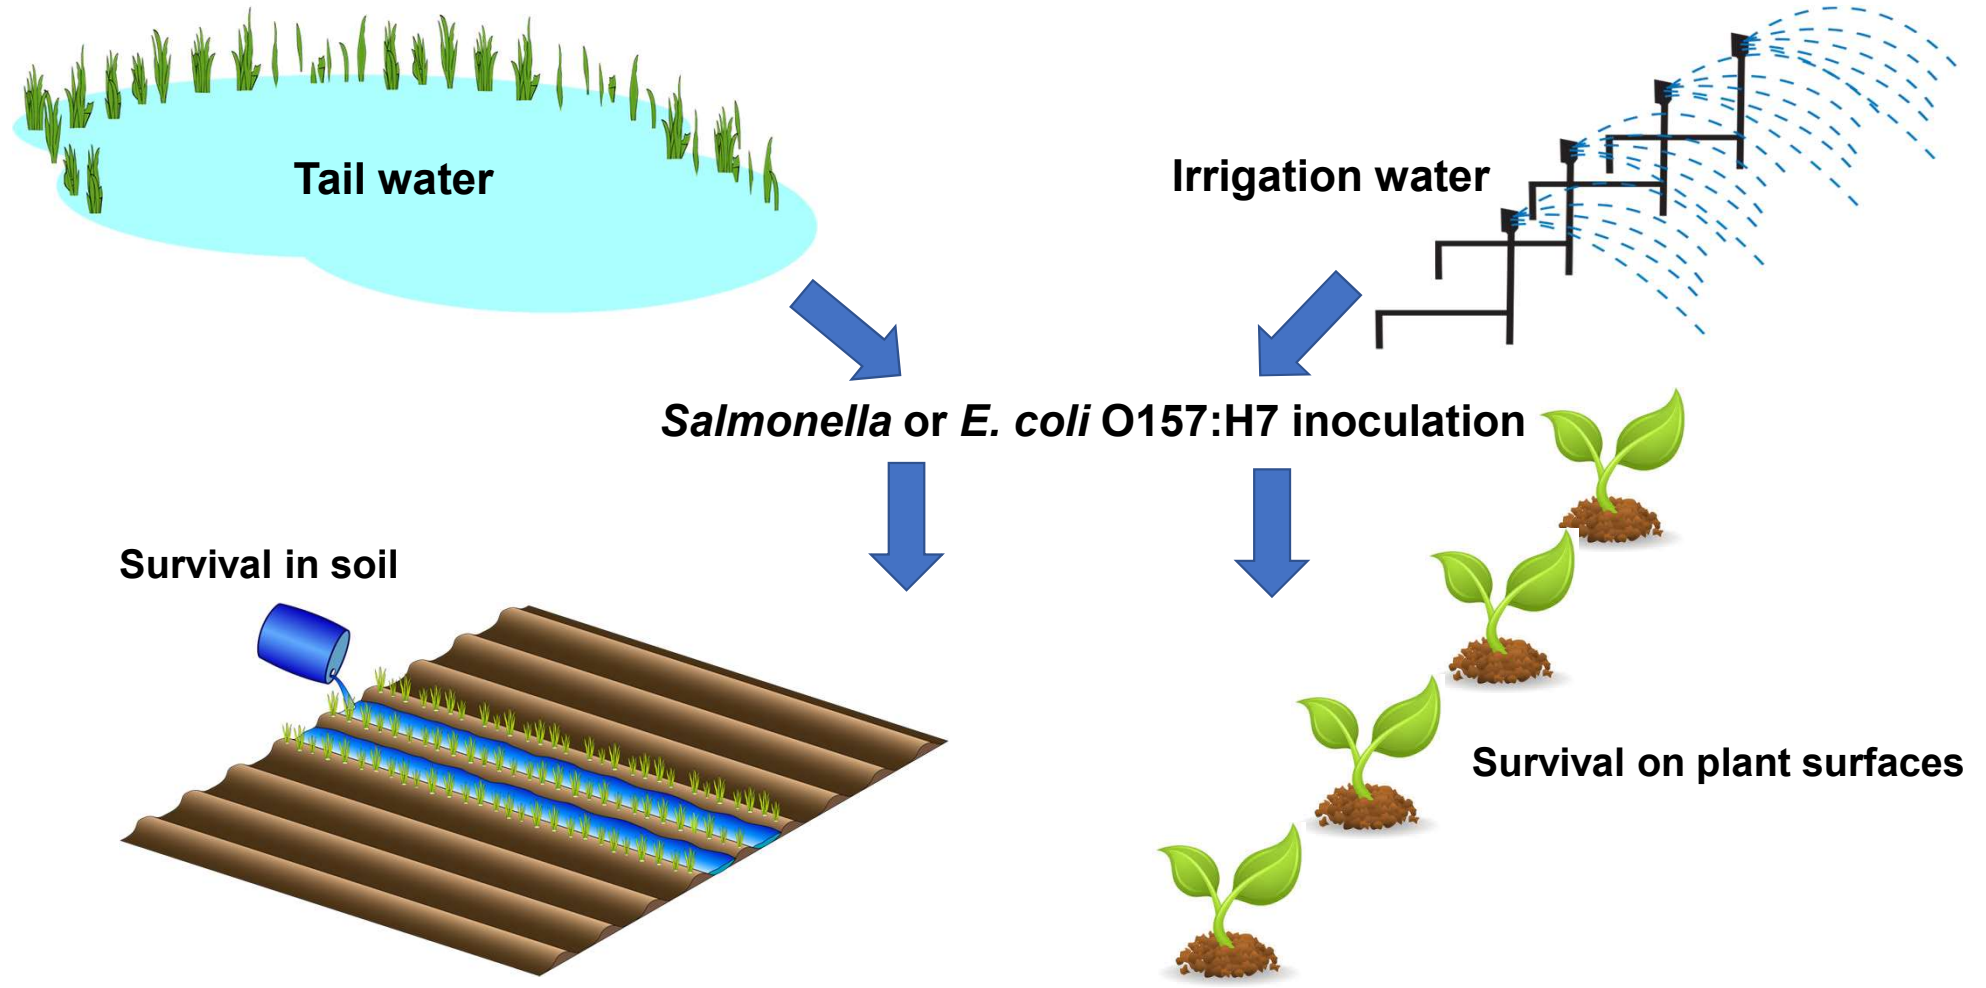 Tail water
Irrigation water
Salmonella or E. coli O157:H7 inoculation
Survival in soil
Survival on plant surfaces